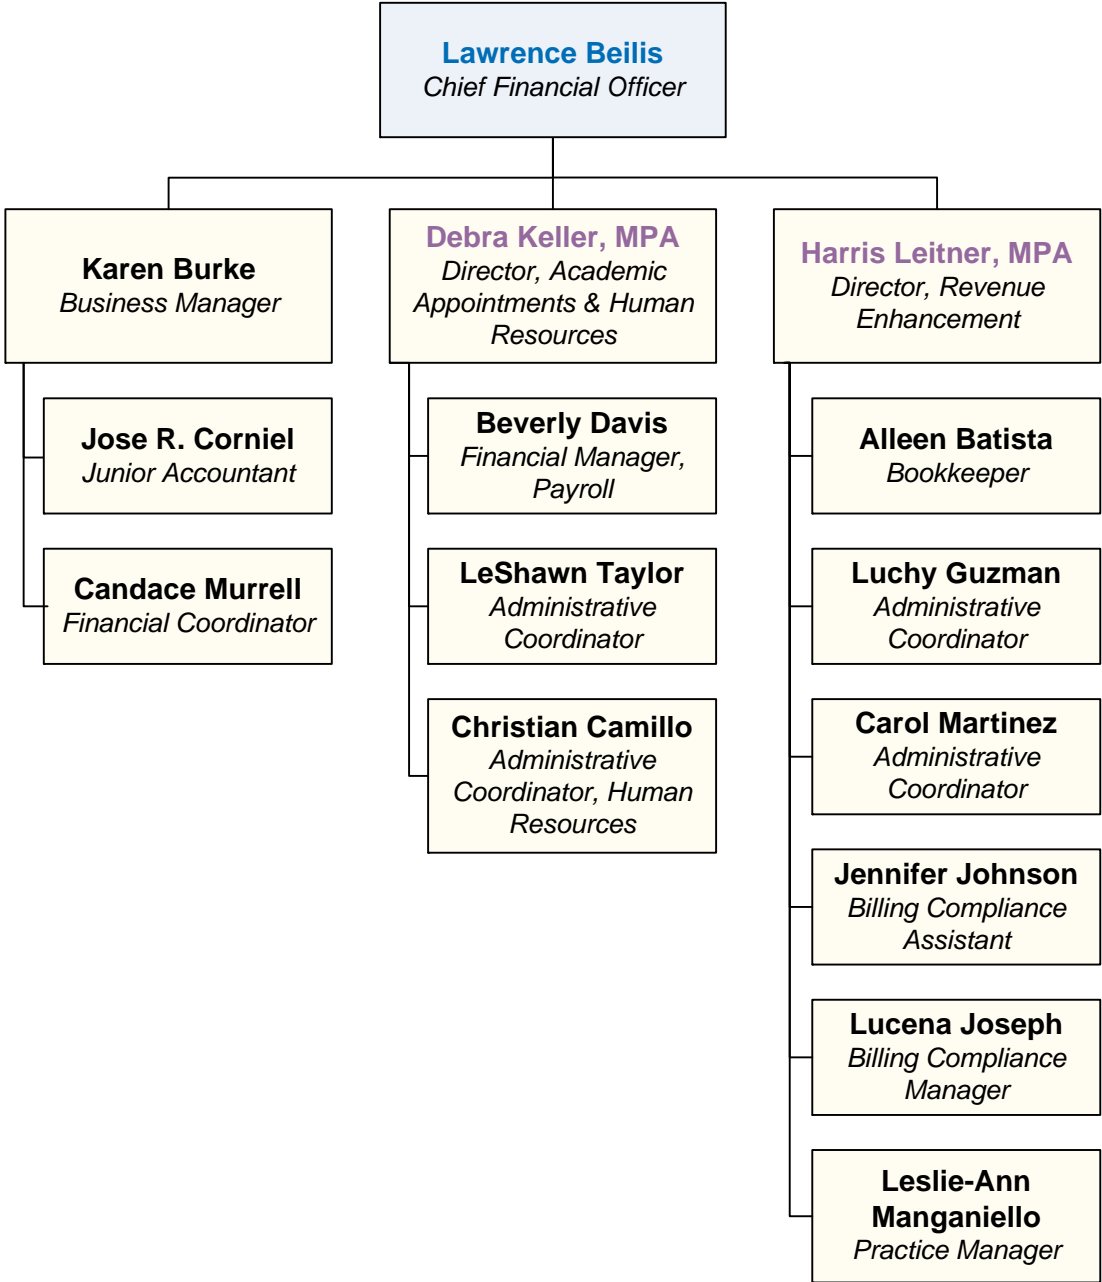 Lawrence Beilis
Chief Financial Officer
Karen Burke
Business Manager
Debra Keller, MPA
Director, Academic
Appointments & Human
Resources
Harris Leitner, MPA
Director, Revenue
Enhancement
Jose R. Corniel
Junior Accountant
Candace Murrell
Financial Coordinator
Beverly Davis
Financial Manager,
Payroll
LeShawn Taylor
Administrative
Coordinator
Christian Camillo
Administrative
Coordinator, Human
Resources
Alleen Batista
Bookkeeper
Luchy Guzman
Administrative
Coordinator
Carol Martinez
Administrative
Coordinator
Jennifer Johnson
Billing Compliance
Assistant
Lucena Joseph
Billing Compliance
Manager
Leslie-Ann
Manganiello
Practice Manager